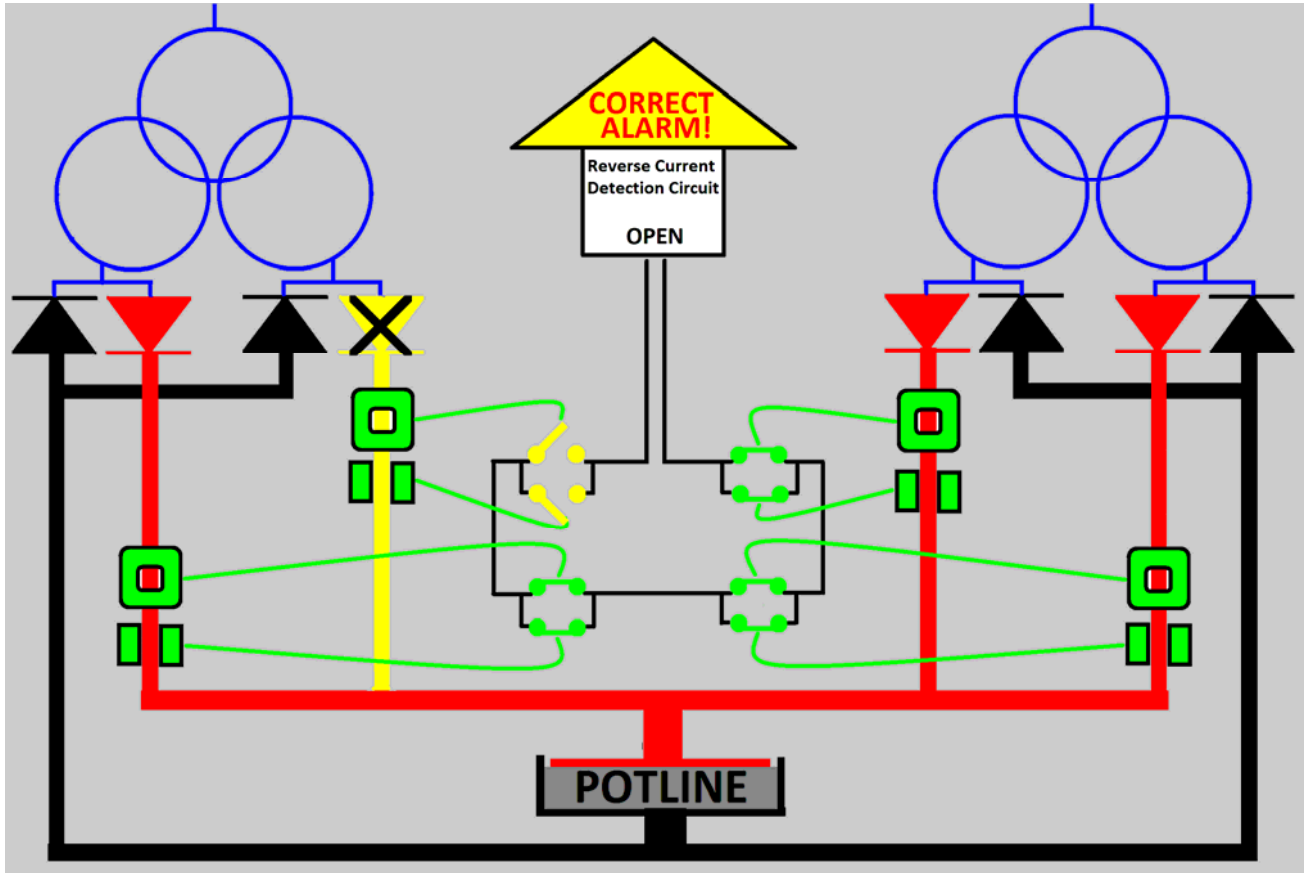 CORRECT
ALARM!
Reverse Current
Detection Circuit
OPEN
POTLINE